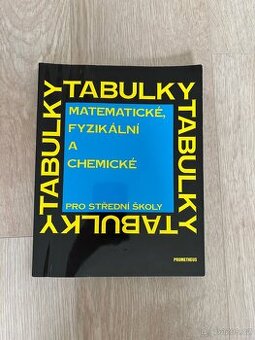 TABULKY
TABULKY
TABULKY
TABULKY
MATEMATICKÉ,
FYZIKÁLNÍ
A
CHEMICKÉ
PRO STŘEDNÍ ŠKOLY
PROMETHEUS